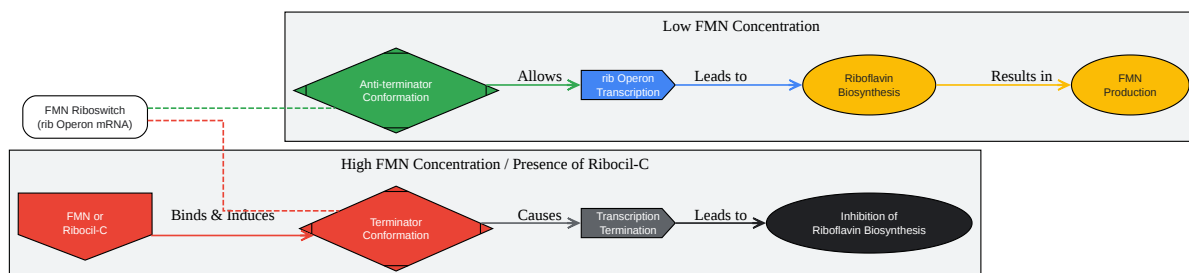 Low FMN Concentration
Anti-terminator
Conformation
Allows
rib Operon
Transcription
Leads to
Riboflavin
Biosynthesis
Results in
FMN
Production
FMN Riboswitch
(rib Operon mRNA)
High FMN Concentration / Presence of Ribocil-C
FMN or
Ribocil-C
Binds & Induces
Terminator
Conformation
Causes
Transcription
Termination
Leads to
Inhibition of
Riboflavin Biosynthesis